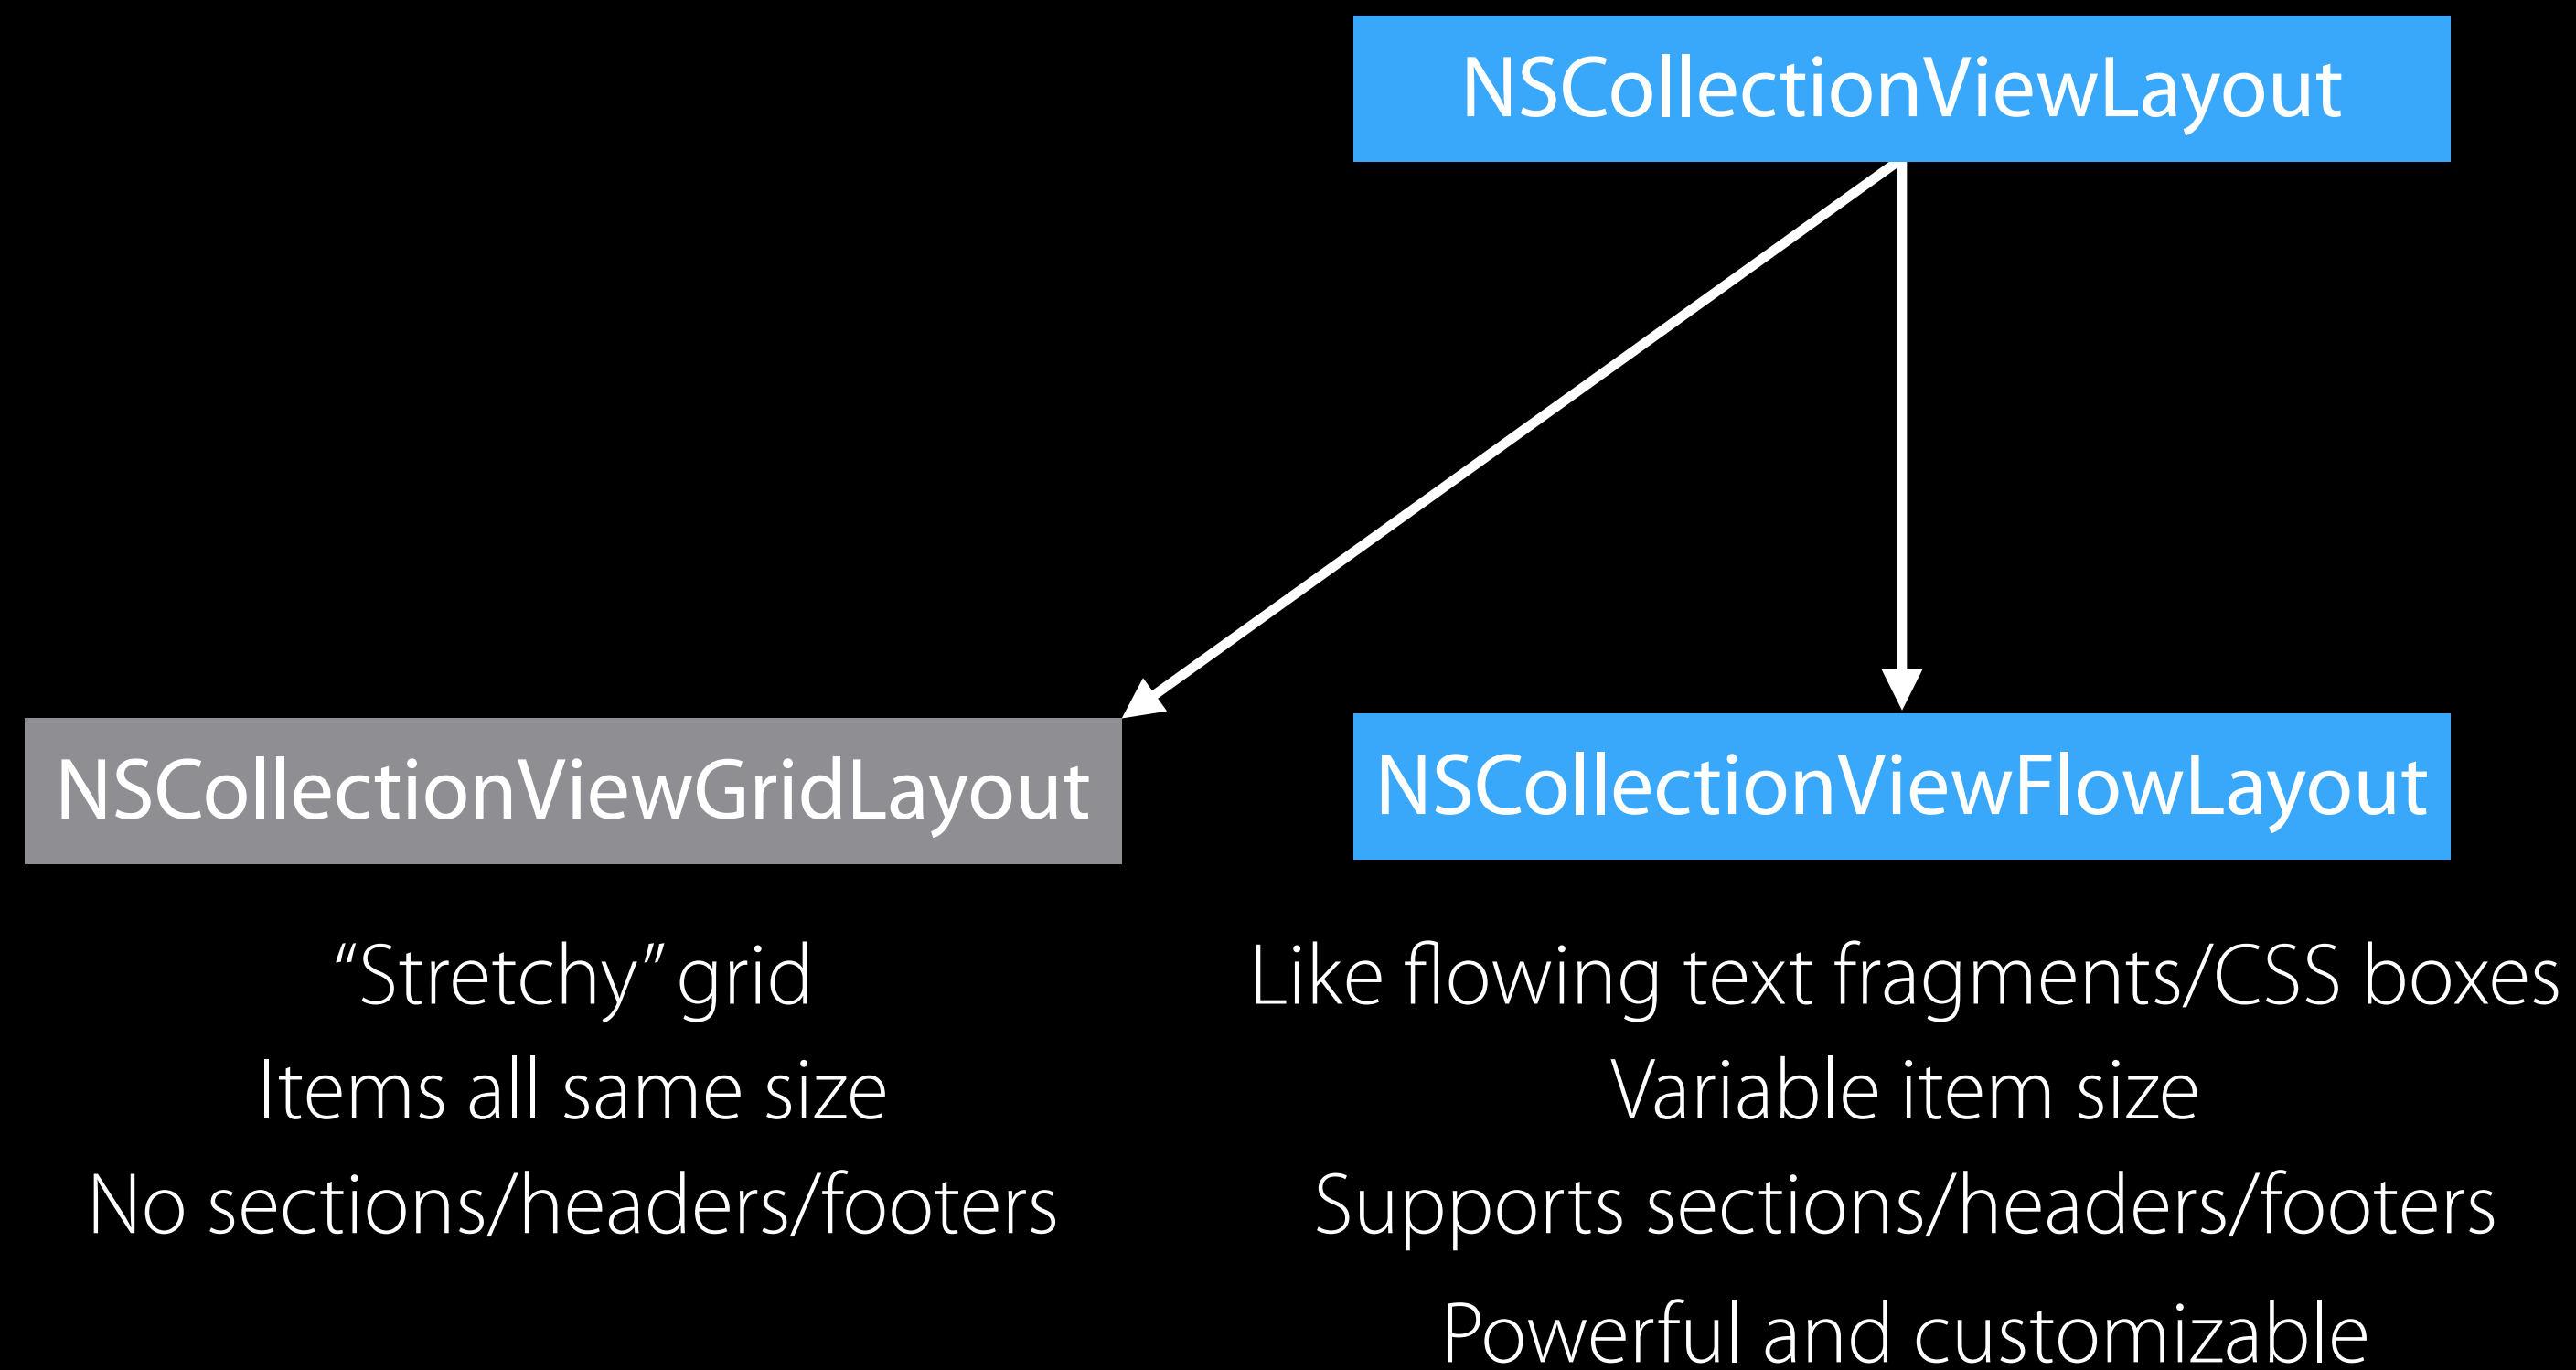 NSCollectionViewLayout
NSCollectionViewGridLayout
“Stretchy” grid
Items all same size
No sections/headers/footers
NSCollectionViewFlowLayout
Like flowing text fragments/CSS boxes
Variable item size
Supports sections/headers/footers
Powerful and customizable